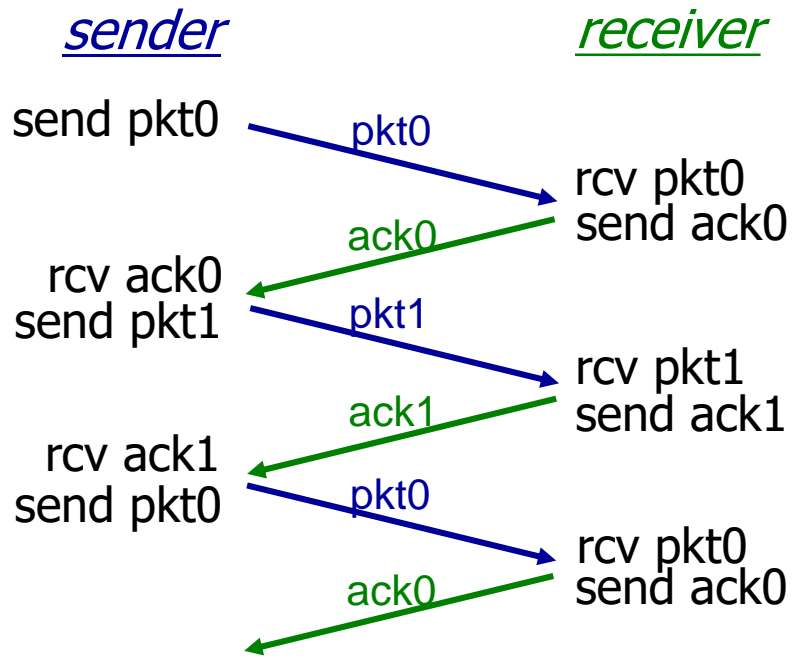 sender
receiver
send pkt0
pkt0
rcv pkt0
send ack0
ack0
rcv ack0
send pkt1
pkt1
rcv pkt1
send ack1
ack1
rcv ack1
send pkt0
pkt0
rcv pkt0
send ack0
ack0